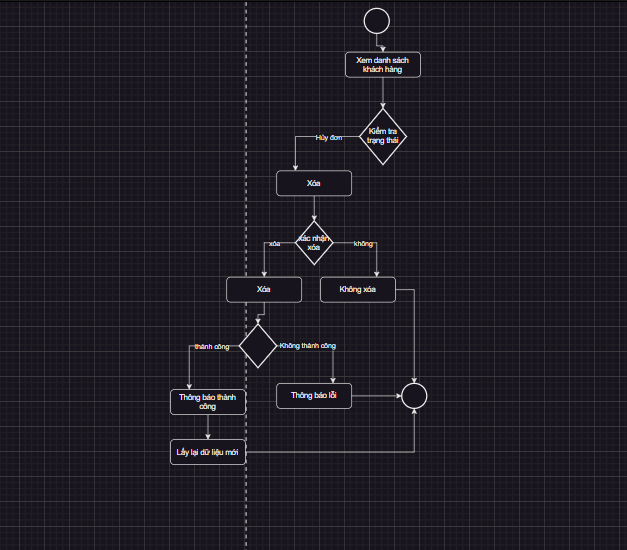 Xem danh sách
khách hàng
Kiểm tra
trạng thái
Hủy đơn
Xóa
xác nhận
xóa
xóa
không
Xóa
Không xóa
thành công
Không thành công
Thông báo thành
công
Thông báo lỗi
Lấy lại dữ liệu mới